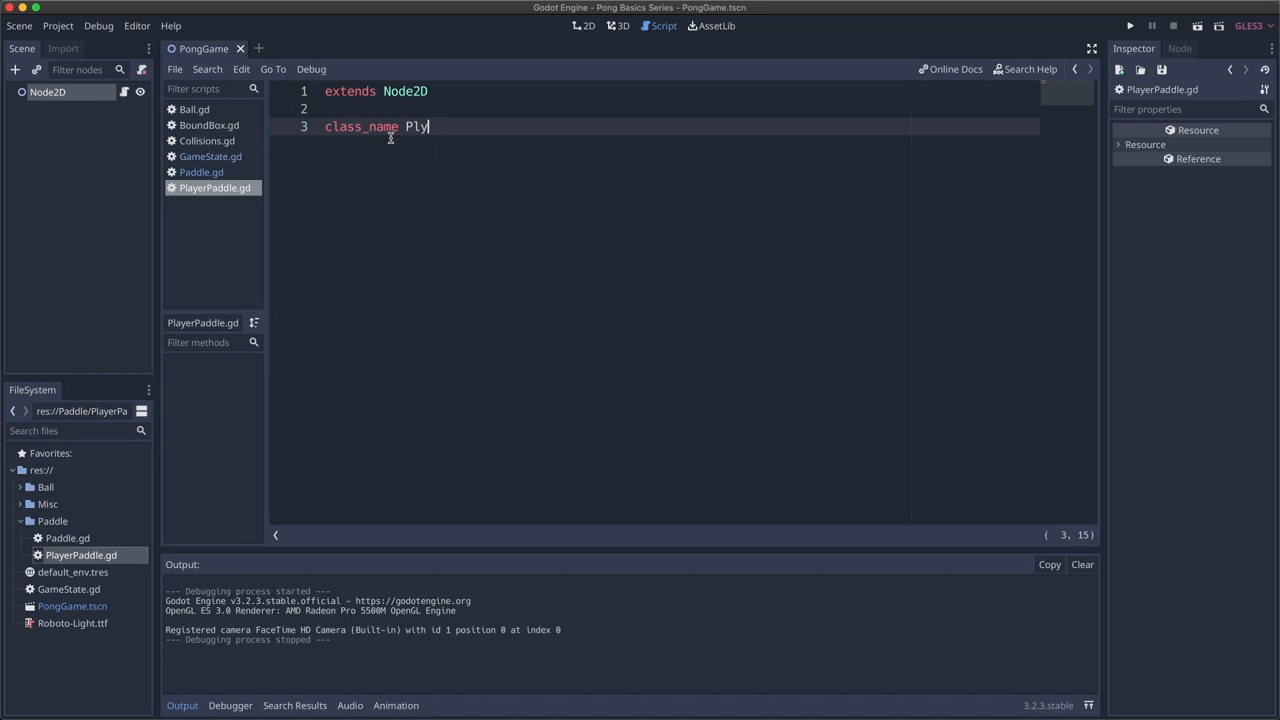 Godot Engine - Pong Basics Series - PongGame.tscn
Scene Project Debug Editor Help
2D 3D Script AssetLib
GLES3
Scene Import
Filter nodes
Node2D
PongGame
File Search Edit Go To Debug
Online Docs Search Help
Filter scripts
Ball.gd
BoundBox.gd
Collisions.gd
GameState.gd
Paddle.gd
PlayerPaddle.gd
PlayerPaddle.gd
Filter methods
1 extends Node2D
2
3 class_name Ply
( 3, 15)
Inspector Node
PlayerPaddle.gd
Filter properties
Resource
Resource
Reference
FileSystem
res://Paddle/PlayerPa
Search files
Favorites:
res://
Ball
Misc
Paddle
Paddle.gd
PlayerPaddle.gd
default_env.tres
GameState.gd
PongGame.tscn
Roboto-Light.ttf
Output:
Copy Clear
--- Debugging process started ---
Godot Engine v3.2.3.stable.official - https://godotengine.org
OpenGL ES 3.0 Renderer: AMD Radeon Pro 5500M OpenGL Engine
Registered camera FaceTime HD Camera (Built-in) with id 1 position 0 at index 0
--- Debugging process stopped ---
Output Debugger Search Results Audio Animation
3.2.3.stable